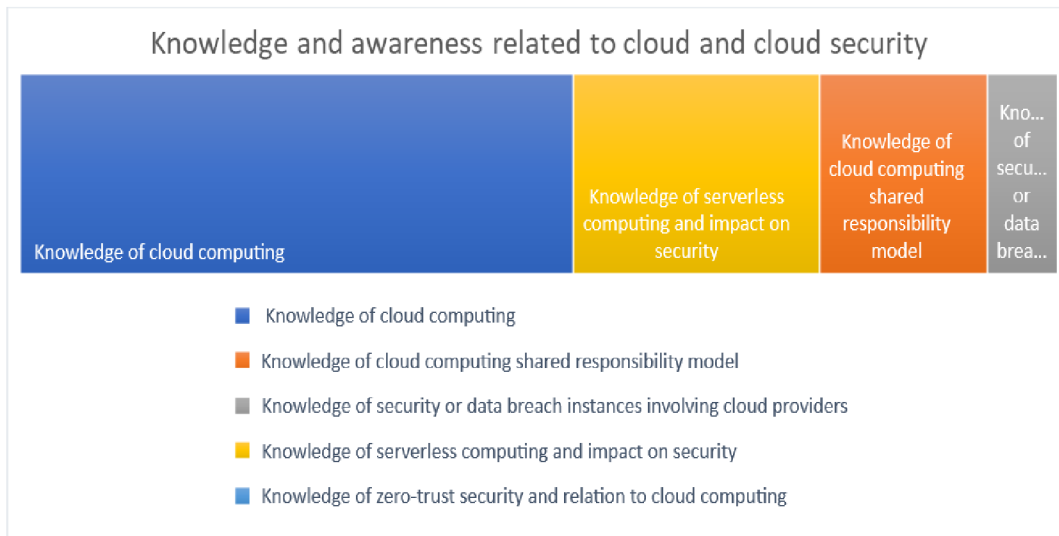 Knowledge and awareness related to cloud and cloud security
Knowledge of cloud computing
Knowledge of serverless
computing and impact on
security
Knowledge of
cloud computing
shared
responsibility
model
Kno...
of
secu...
or
data
brea...
Knowledge of cloud computing
Knowledge of cloud computing shared responsibility model
Knowledge of security or data breach instances involving cloud providers
Knowledge of serverless computing and impact on security
Knowledge of zero-trust security and relation to cloud computing